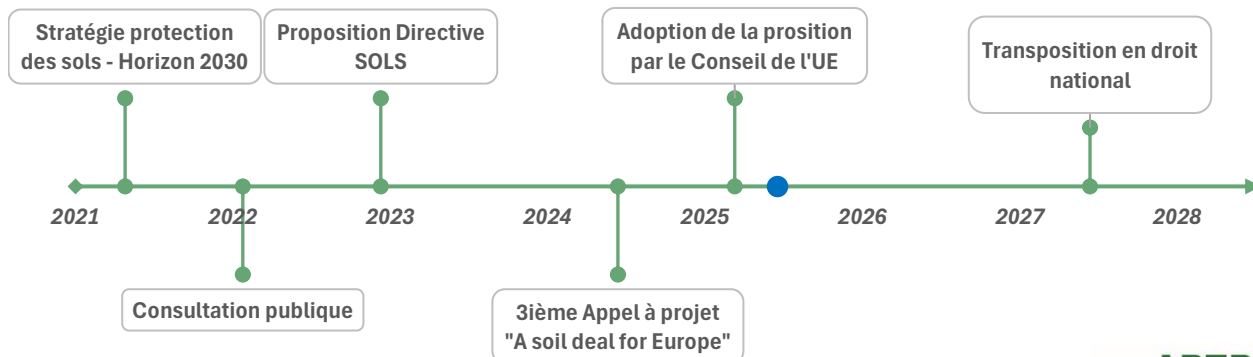 Stratégie protection
des sols - Horizon 2030
Proposition Directive
SOLS
Adoption de la prosition
par le Conseil de l'UE
Transposition en droit
national
2021
2022
2023
2024
2025
2026
2027
2028
Consultation publique
3ième Appel à projet
"A soil deal for Europe"